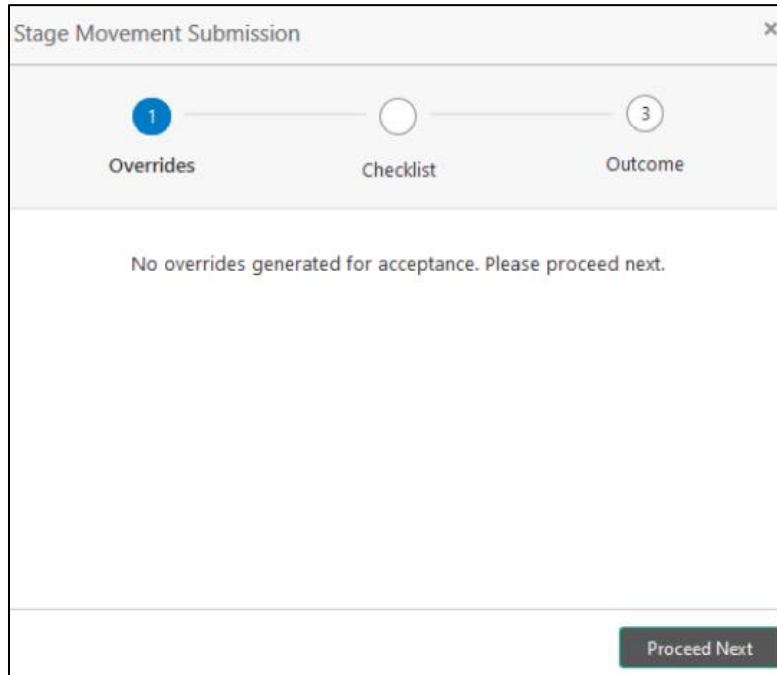 Stage Movement Submission ×
1
3
Overrides
Checklist
Outcome
No overrides generated for acceptance. Please proceed next.
Proceed Next